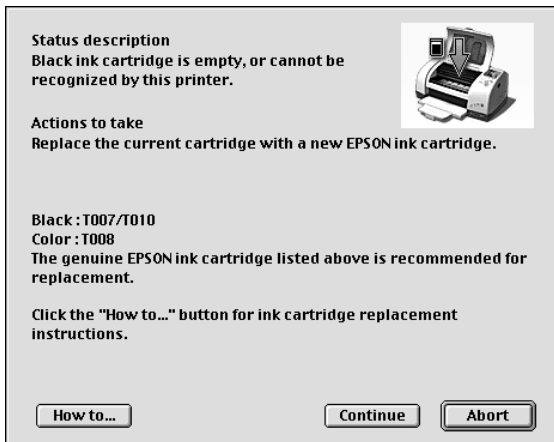 Status description
Black ink cartridge is empty, or cannot be
recognized by this printer.
Actions to take
Replace the current cartridge with a new EPSON ink cartridge.
Black : T007/T010
Color : T008
The genuine EPSON ink cartridge listed above is recommended for
replacement.
Click the "How to..." button for ink cartridge replacement
instructions.
How to... Continue Abort